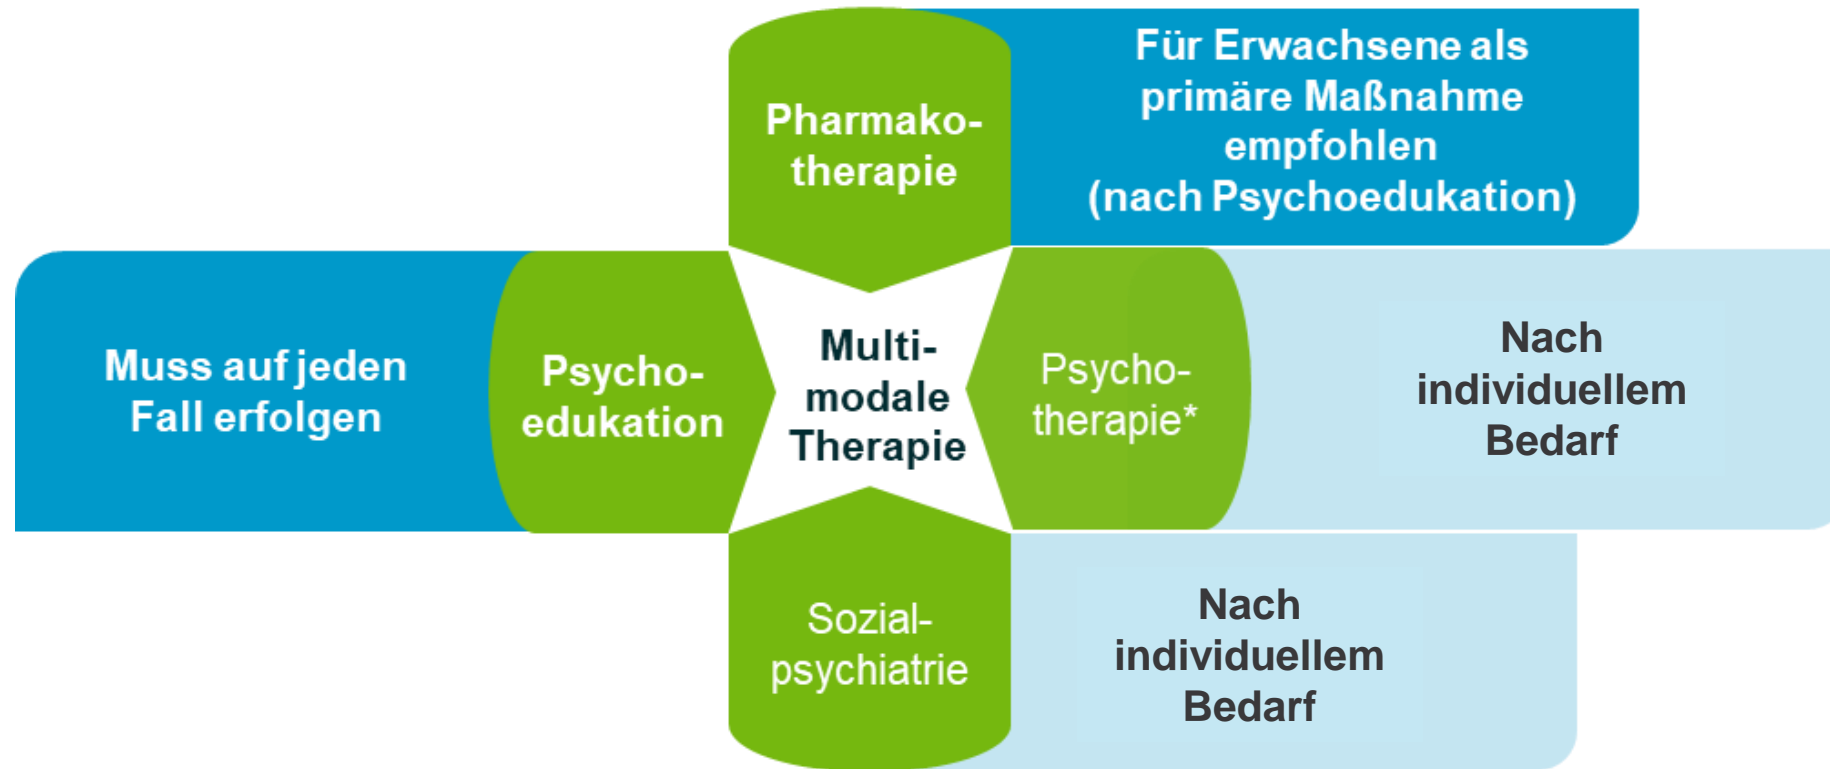 Pharmako-
therapie
Für Erwachsene als
primäre Maßnahme
empfohlen
(nach Psychoedukation)
Muss auf jeden
Fall erfolgen
Psycho-
edukation
Multi-
modale
Therapie
Psycho-
therapie*
Nach
individuellem
Bedarf
Sozial-
psychiatrie
Nach
individuellem
Bedarf